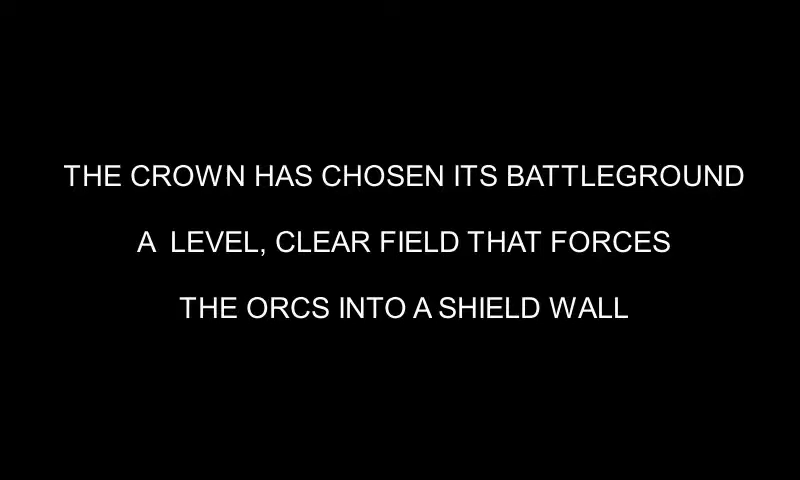 THE CROWN HAS CHOSEN ITS BATTLEGROUND
A  LEVEL, CLEAR FIELD THAT FORCES
THE ORCS INTO A SHIELD WALL